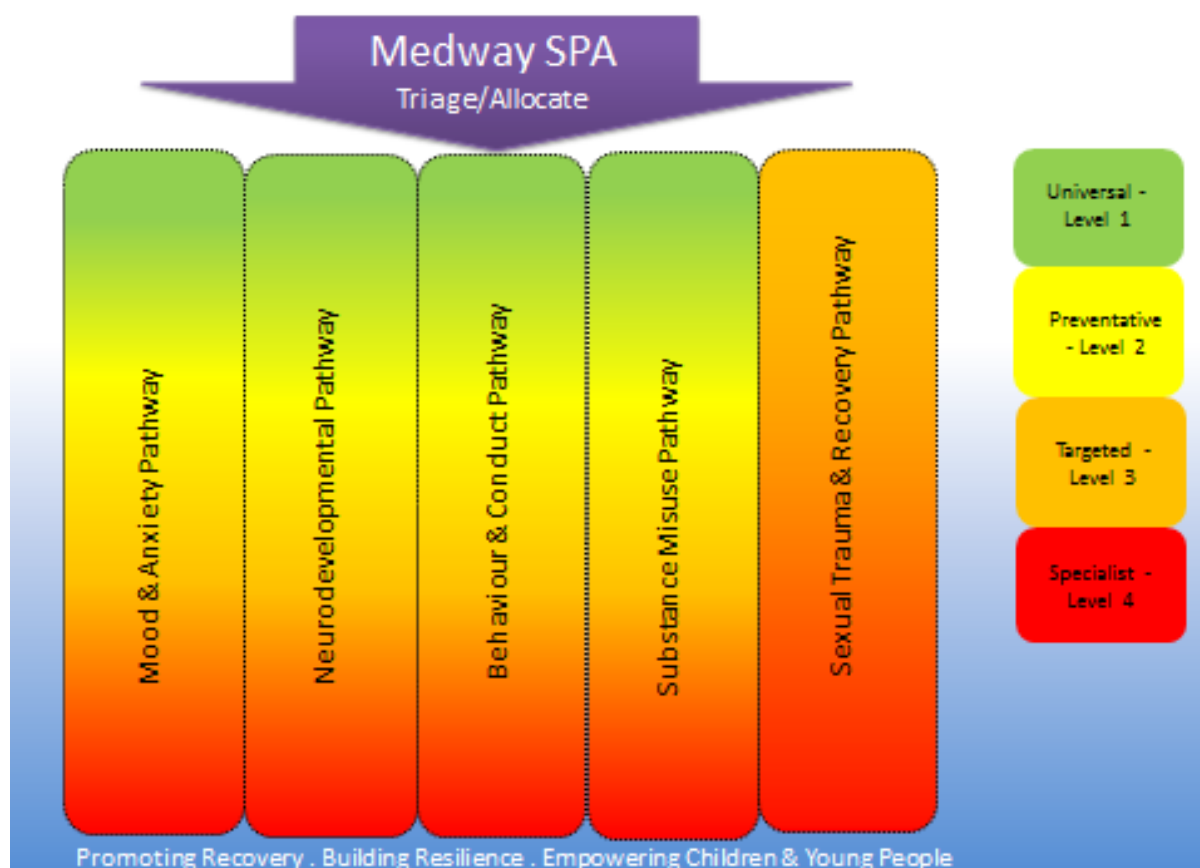 Medway SPA
Triage/Allocate
Mood & Anxiety Pathway
Neurodevelopmental Pathway
Behaviour & Conduct Pathway
Substance Misuse Pathway
Sexual Trauma & Recovery Pathway
Universal -
Level 1
Preventative
- Level 2
Targeted -
Level 3
Specialist -
Level 4
Promoting Recovery . Building Resilience . Empowering Children & Young People